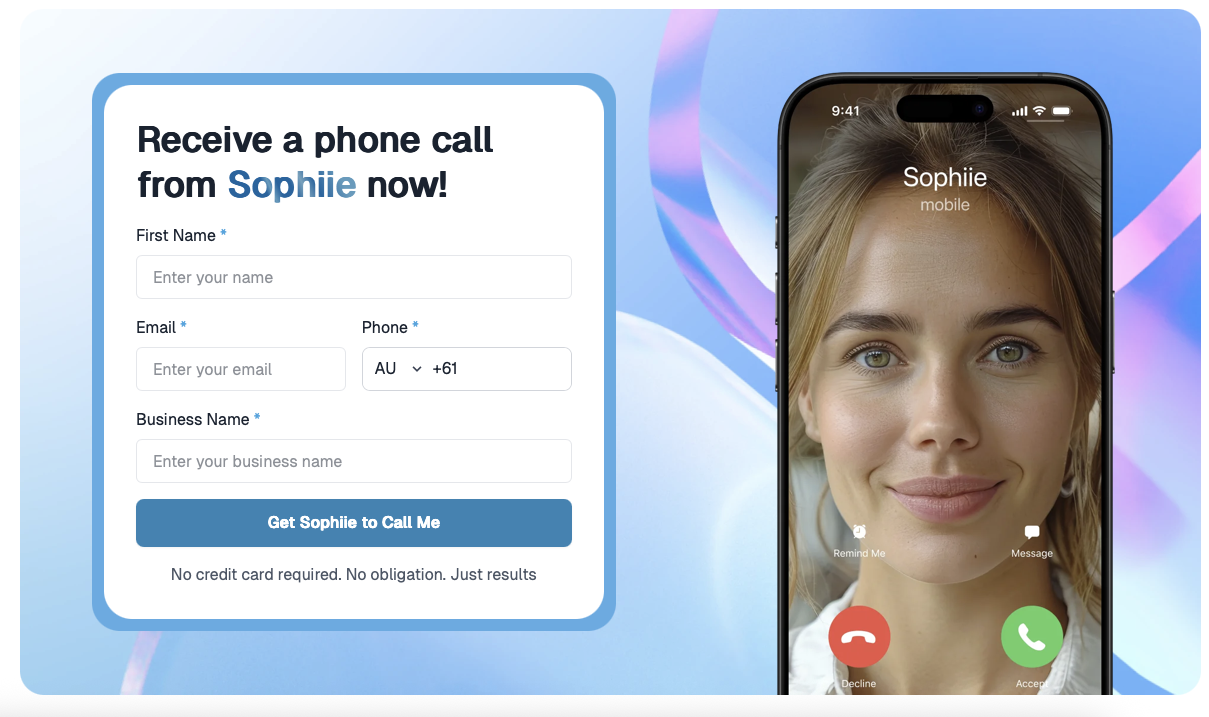 Receive a phone call
from Sophiie now!
First Name *
Enter your name
Email *
Phone *
Enter your email
AU +61
Business Name *
Enter your business name
Get Sophiie to Call Me
No credit card required. No obligation. Just results
9:41
Sophiie
mobile
Remind Me
Message
Decline
Accept